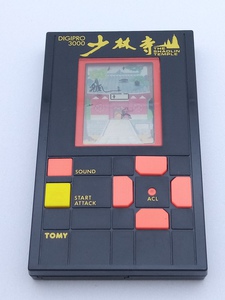 DIGIPRO
3000
少林寺
THE
SHAOLIN
TEMPLE
SOUND
START
ATTACK
ACL
TOMY